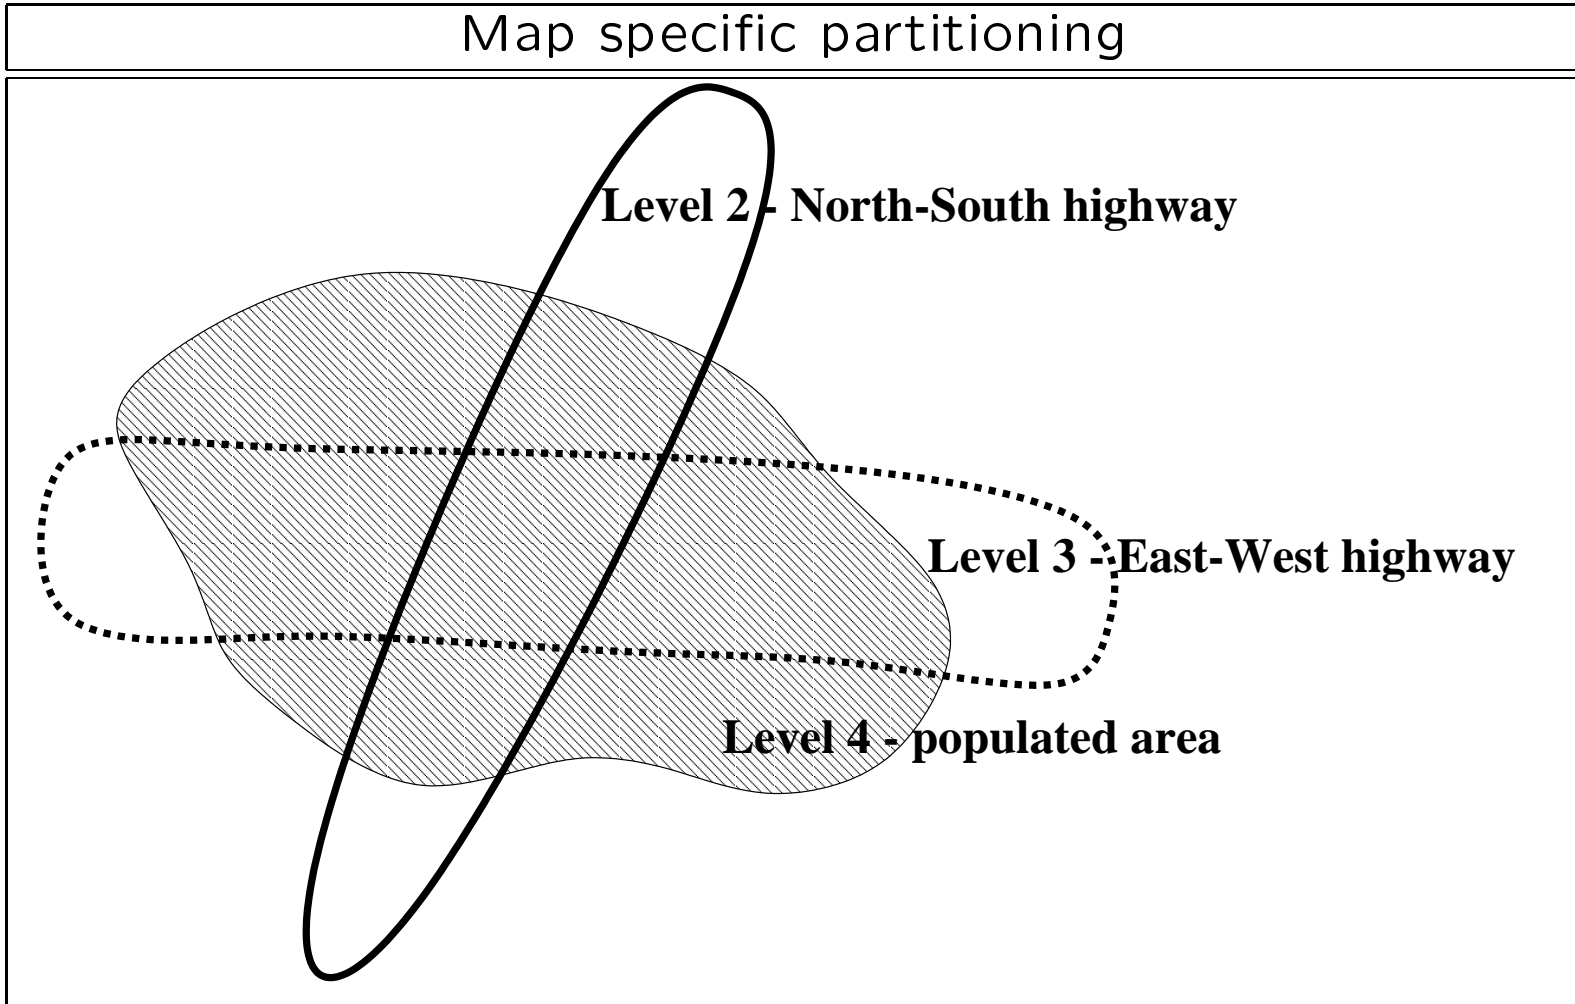 Map specific partitioning
Level 2 - North-South highway
Level 3 - East-West highway
Level 4 - populated area